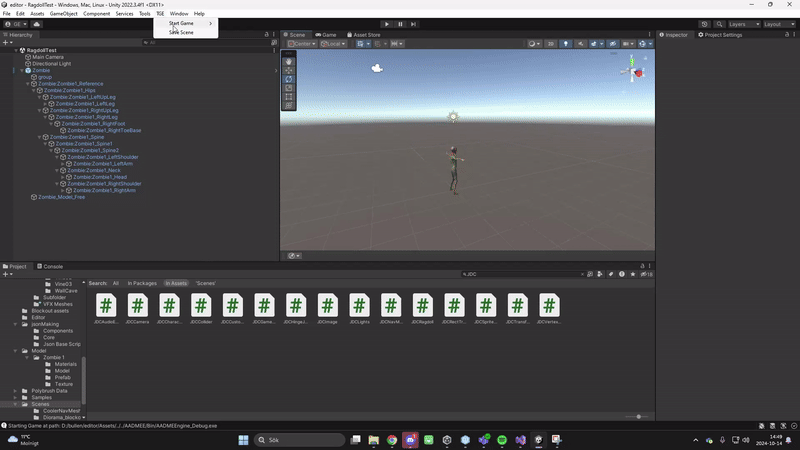 editor - RagdollTest - Windows, Mac, Linux - Unity 2022.3.4f1 <DX11>
File Edit Assets GameObject Component Services Tools TGE Window Help
GE
Start Game
Save Scene
Layers Layout
Hierarchy
Scene Game Asset Store
Inspector Project Settings
All
Center Local
2D
RagdollTest
Main Camera
Directional Light
Zombie
group
Zombie:Zombie1_Reference
Zombie:Zombie1_Hips
Zombie:Zombie1_LeftUpLeg
Zombie:Zombie1_LeftLeg
Zombie:Zombie1_RightUpLeg
Zombie:Zombie1_RightLeg
Zombie:Zombie1_RightFoot
Zombie:Zombie1_RightToeBase
Zombie:Zombie1_Spine
Zombie:Zombie1_Spine1
Zombie:Zombie1_Spine2
Zombie:Zombie1_LeftShoulder
Zombie:Zombie1_LeftArm
Zombie:Zombie1_Neck
Zombie:Zombie1_Head
Zombie:Zombie1_RightShoulder
Zombie:Zombie1_RightArm
Zombie_Model_Free
Project Console
JDC
18
Search: All In Packages In Assets 'Scenes'
Vine03
WallCave
Subfolder
VFX Meshes
Blockout assets
Editor
jsonMaking
Components
Core
Json Base Script
Model
Zombie 1
Materials
Model
Prefab
Texture
Polybrush Data
Samples
Scenes
CoolerNavMesh
Diorama_blocko
JDCAudioE... JDCCamera JDCCharac... JDCCollider JDCCusto... JDCGame... JDCHingeJ... JDCImage JDCLights JDCNavM... JDCRagdoll JDCRectTr... JDCSprite... JDCTransf... JDCVertex...
Starting Game at path: D:/bullen/editor/Assets/../../AADMEE/Bin/AADMEEngine_Debug.exe
11°C
Molnigt
Sök
14:49
2024-10-14